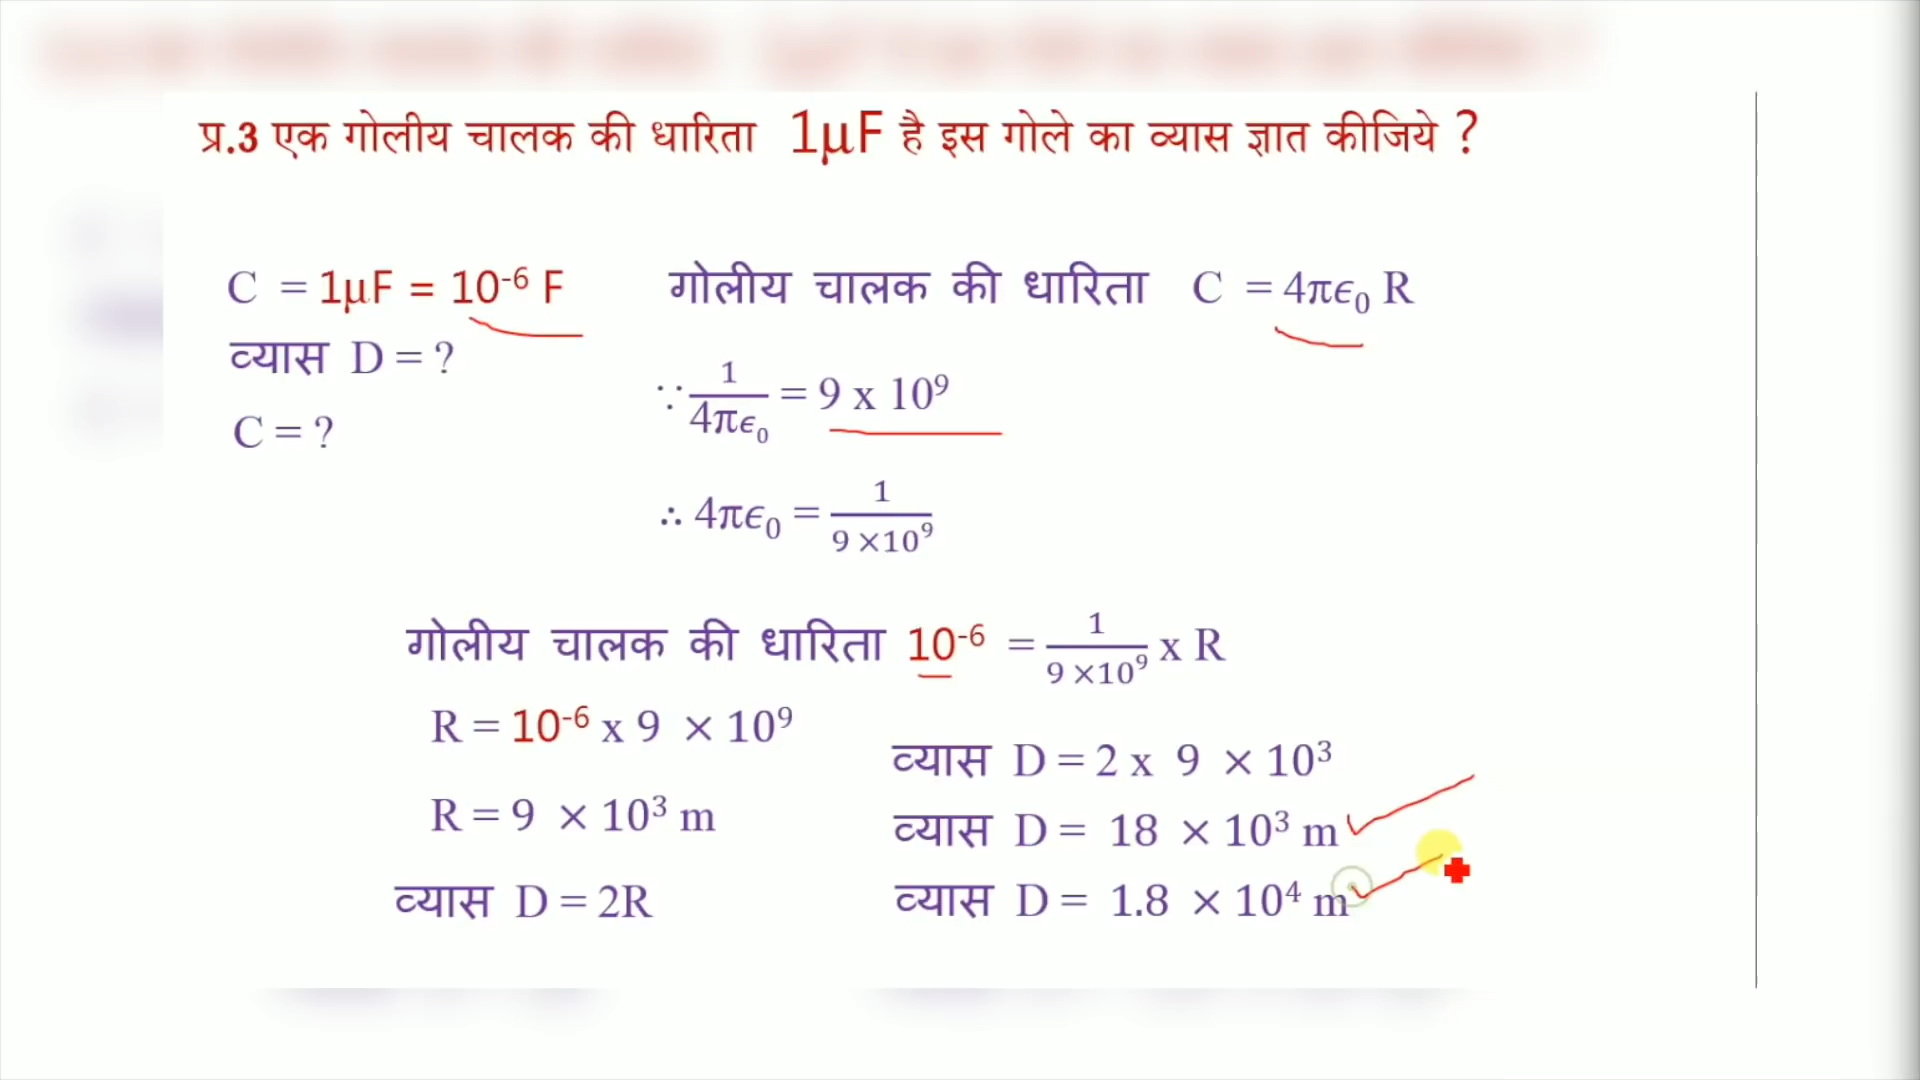 प्र.3 एक गोलीय चालक की धारिता 1μF है इस गोले का व्यास ज्ञात कीजिये ?
C = 1μF = 10⁻⁶ F
गोलीय चालक की धारिता C = 4πϵ₀ R
व्यास D = ?
∵ 1/4πϵ₀ = 9 x 10⁹
C = ?
∴ 4πϵ₀ = 1/9 ×10⁹
गोलीय चालक की धारिता 10⁻⁶ = 1/9 ×10⁹ x R
R = 10⁻⁶ x 9 × 10⁹
R = 9 × 10³ m
व्यास D = 2R
व्यास D = 2 x 9 × 10³
व्यास D = 18 × 10³ m
व्यास D = 1.8 × 10⁴ m